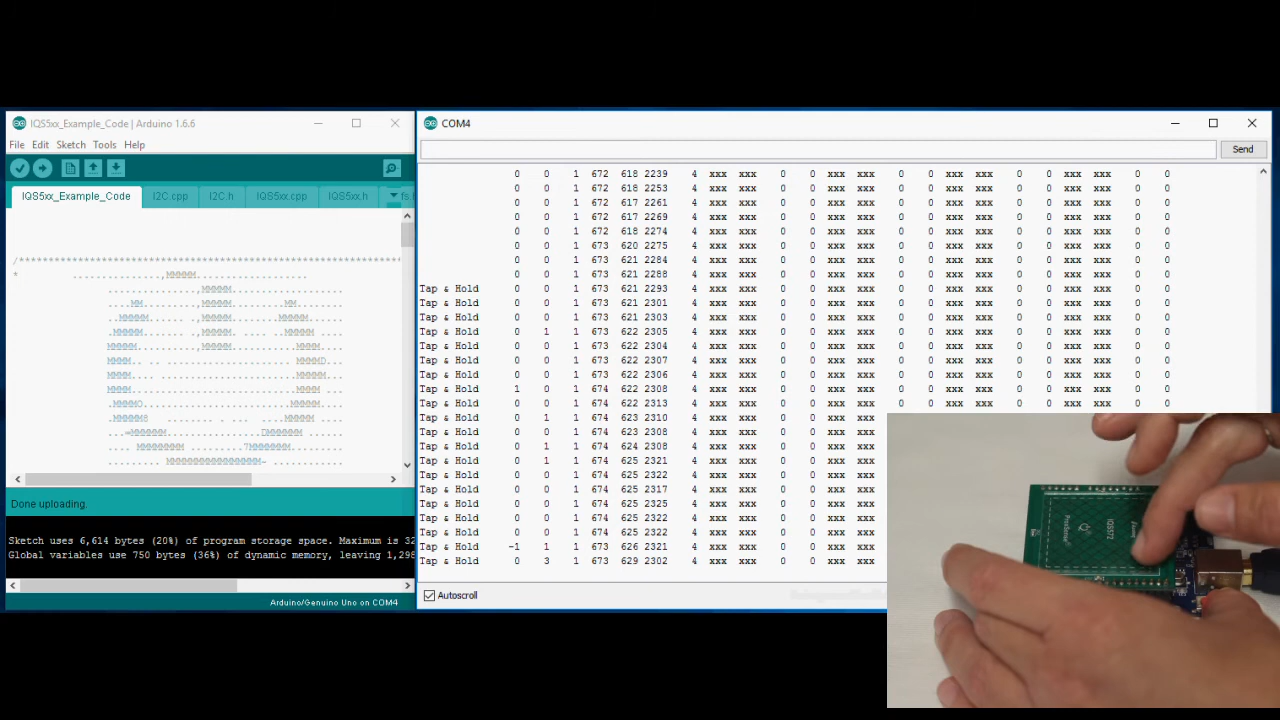 IQS5xx_Example_Code | Arduino 1.6.6
File Edit Sketch Tools Help
IQS5xx_Example_Code I2C.cpp I2C.h IQS5xx.cpp IQS5xx.h
Done uploading.
Sketch uses 6,614 bytes (20%) of program storage space. Maximum is 32
Global variables use 750 bytes (36%) of dynamic memory, leaving 1,298
Arduino/Genuino Uno on COM4
COM4
Send
0 1 672 618 2239 4 xxx xxx 0 0 xxx xxx 0 0 xxx xxx 0 0 xxx xxx 0 0
0 1 672 618 2253 4 xxx xxx 0 0 xxx xxx 0 0 xxx xxx 0 0 xxx xxx 0 0
0 0 1 672 617 2261 4 xxx xxx 0 0 xxx xxx 0 0 xxx xxx 0 0 xxx xxx 0 0
0 0 1 672 617 2269 4 xxx xxx 0 0 xxx xxx 0 0 xxx xxx 0 0 xxx xxx 0 0
0 0 1 672 618 2274 4 xxx xxx 0 0 xxx xxx 0 0 xxx xxx 0 0 xxx xxx 0 0
0 0 1 673 620 2275 4 xxx xxx 0 0 xxx xxx 0 0 xxx xxx 0 0 xxx xxx 0 0
0 0 1 673 621 2284 4 xxx xxx 0 0 xxx xxx 0 0 xxx xxx 0 0 xxx xxx 0 0
0 0 1 673 621 2288 4 xxx xxx 0 0 xxx xxx 0 0 xxx xxx 0 0 xxx xxx 0 0
Tap & Hold 0 0 1 673 621 2293 4 xxx xxx 0 0 xxx xxx 0 0 xxx xxx 0 0 xxx xxx 0 0
Tap & Hold 0 0 1 673 621 2301 4 xxx xxx 0 0 xxx xxx 0 0 xxx xxx 0 0 xxx xxx 0 0
Tap & Hold 0 0 1 673 621 2303 4 xxx xxx 0 0 xxx xxx 0 0 xxx xxx 0 0 xxx xxx 0 0
Tap & Hold 0 1 1 673 622 2305 4 xxx xxx 0 0 xxx xxx 0 0 xxx xxx 0 0 xxx xxx 0 0
Tap & Hold 0 0 1 673 622 2304 4 xxx xxx 0 0 xxx xxx 0 0 xxx xxx 0 0 xxx xxx 0 0
Tap & Hold 0 0 1 673 622 2307 4 xxx xxx 0 0 xxx xxx 0 0 xxx xxx 0 0 xxx xxx 0 0
Tap & Hold 0 0 1 673 622 2306 4 xxx xxx 0 0 xxx xxx 0 0 xxx xxx 0 0 xxx xxx 0 0
Tap & Hold 1 0 1 674 622 2308 4 xxx xxx 0 0 xxx xxx 0 0 xxx xxx 0 0 xxx xxx 0 0
Tap & Hold 0 0 1 674 622 2313 4 xxx xxx 0 0 xxx xxx 0 0 xxx xxx 0 0 xxx xxx 0 0
Tap & Hold 0 1 1 674 623 2310 4 xxx xxx 0 0 xxx xxx
Tap & Hold 0 0 1 674 623 2308 4 xxx xxx 0 0 xxx xxx
Tap & Hold 0 1 1 674 624 2308 4 xxx xxx 0 0 xxx xxx
Tap & Hold 0 1 1 674 625 2321 4 xxx xxx 0 0 xxx xxx
Tap & Hold 0 0 1 674 625 2322 4 xxx xxx 0 0 xxx xxx
Tap & Hold 0 0 1 674 625 2317 4 xxx xxx 0 0 xxx xxx
Tap & Hold 0 0 1 674 625 2322 4 xxx xxx 0 0 xxx xxx
Tap & Hold 0 0 1 674 625 2322 4 xxx xxx 0 0 xxx xxx
Tap & Hold -1 1 1 673 626 2321 4 xxx xxx 0 0 xxx xxx
Tap & Hold 0 3 1 673 629 2302 4 xxx xxx 0 0 xxx xxx
Autoscroll
ProxSense
IQS572